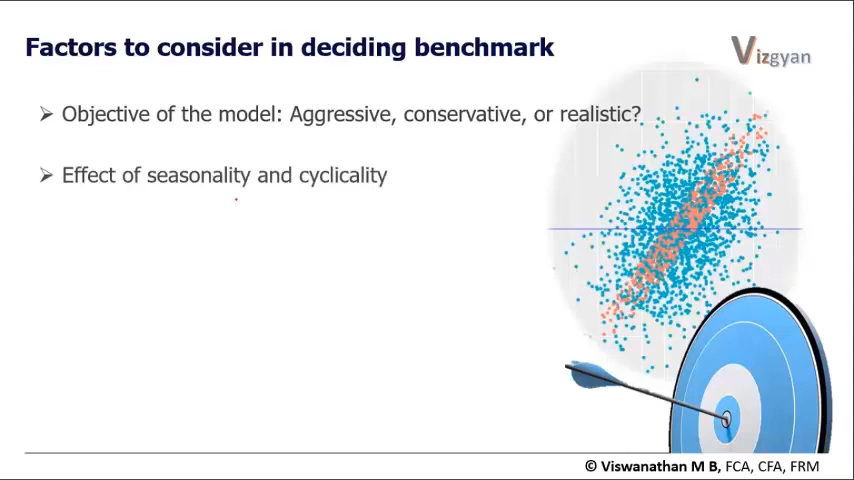 Factors to consider in deciding benchmark
Vizgyan
➢ Objective of the model: Aggressive, conservative, or realistic?
➢ Effect of seasonality and cyclicality
© Viswanathan M B, FCA, CFA, FRM